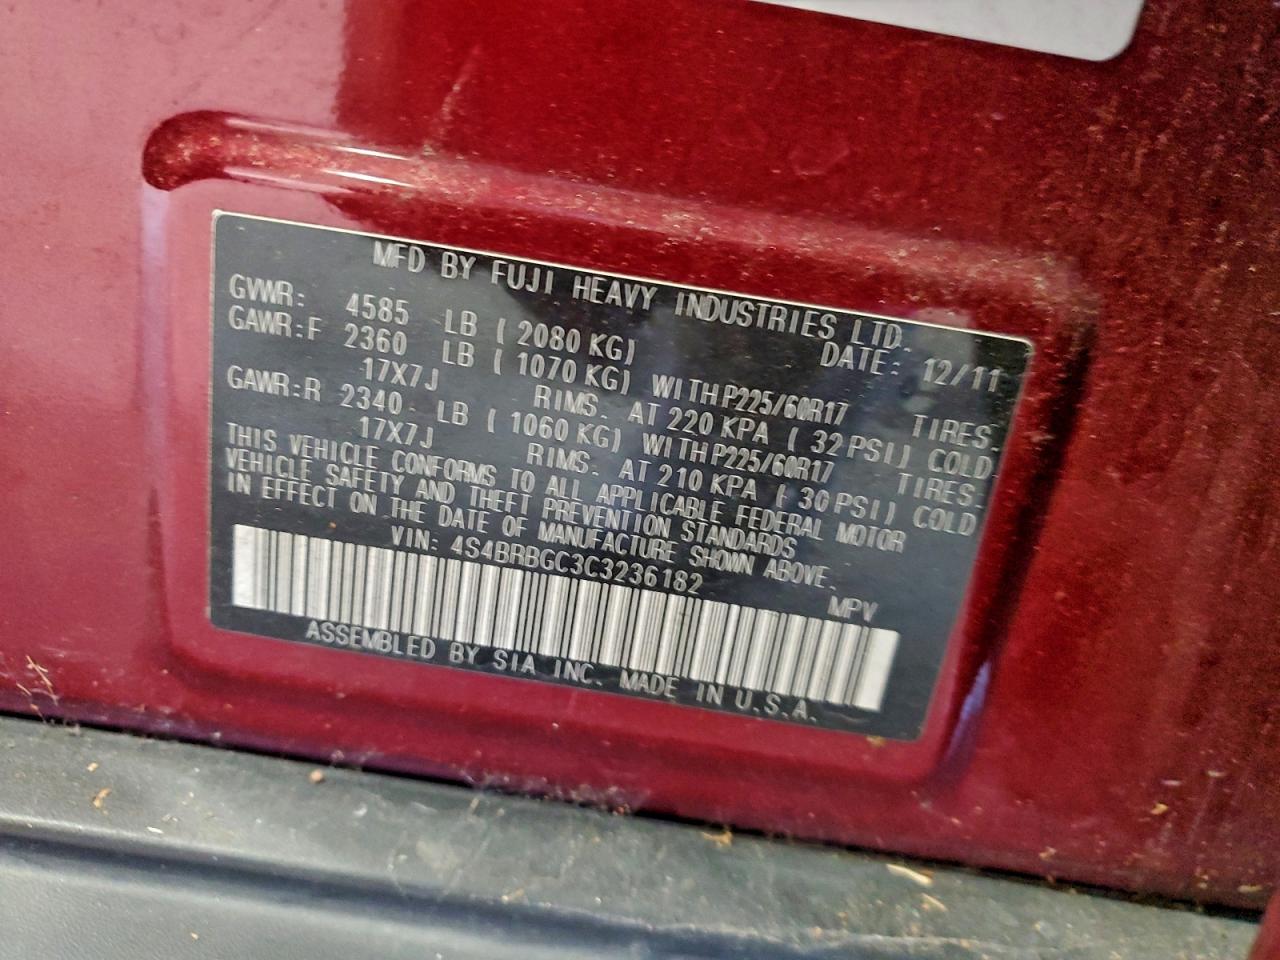 MFD BY FUJI HEAVY INDUSTRIES LTD.
GVWR: 4585 LB ( 2080 KG) DATE: 12/11
GAWR:F 2360 LB ( 1070 KG) WITH P225/60R17 TIRES.
17X7J RIMS. AT 220 KPA ( 32 PSI) COLD.
GAWR:R 2340 LB ( 1060 KG) WITH P225/60R17 TIRES.
17X7J RIMS. AT 210 KPA ( 30 PSI) COLD
THIS VEHICLE CONFORMS TO ALL APPLICABLE FEDERAL MOTOR
VEHICLE SAFETY AND THEFT PREVENTION STANDARDS
IN EFFECT ON THE DATE OF MANUFACTURE SHOWN ABOVE.
VIN: 4S4BRBGC3C3236182 MPV
ASSEMBLED BY SIA INC. MADE IN U.S.A.